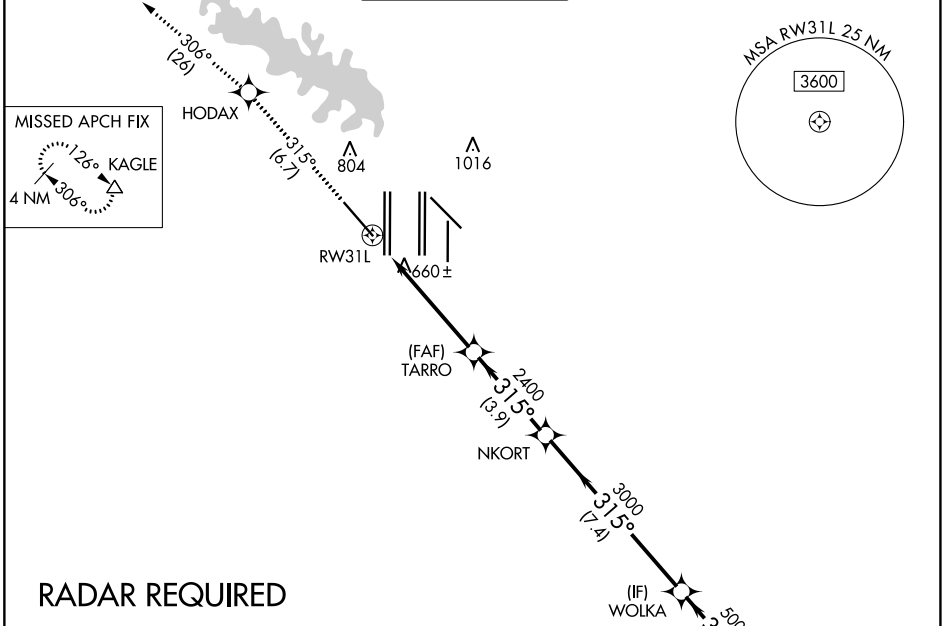 306°
(26)
HODAX
MSA RW31L 25 NM
3600
MISSED APCH FIX
126°
KAGLE
4 NM
306°
315°
(6.7)
804
1016
RW31L
660 ±
(FAF)
TARRO
2400
315°
(3.9)
NKORT
3000
315°
(7.4)
RADAR REQUIRED
(IF)
WOLKA